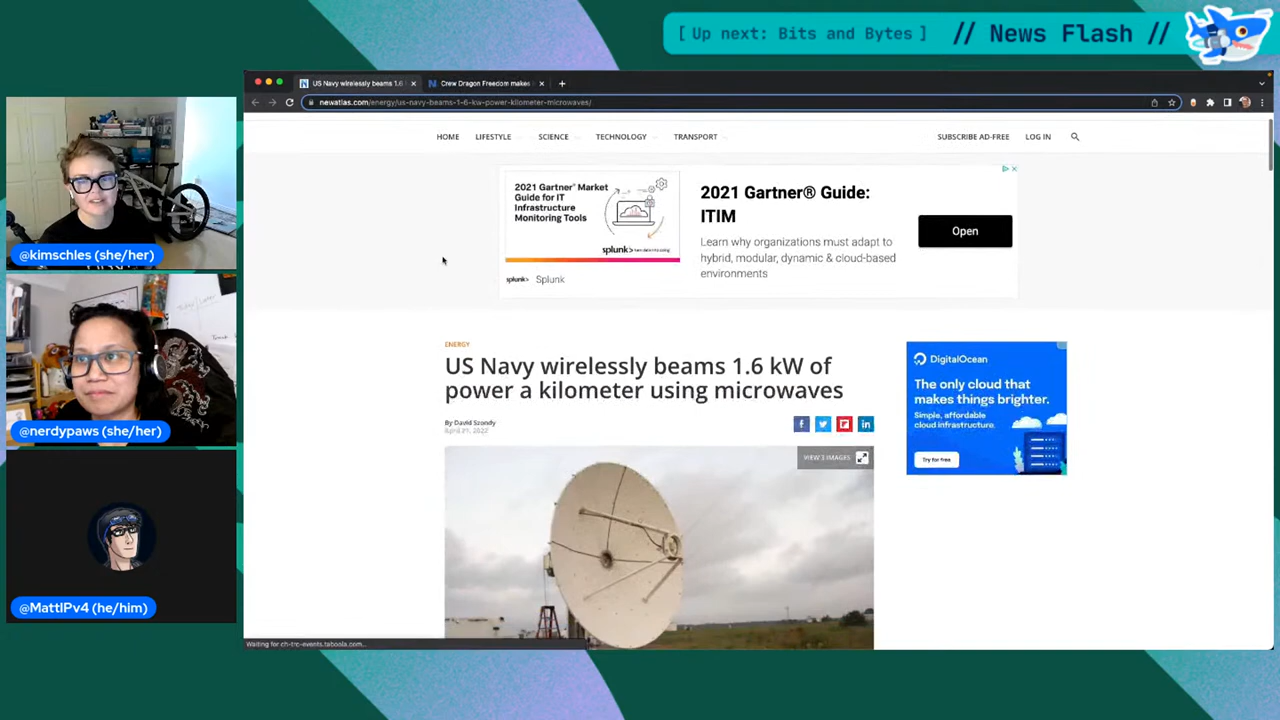 [ Up next: Bits and Bytes ] // News Flash //
US Navy wirelessly beams 1.6
Crew Dragon Freedom makes
newatlas.com/energy/us-navy-beams-1-6-kw-power-kilometer-microwaves/
HOME LIFESTYLE SCIENCE TECHNOLOGY TRANSPORT SUBSCRIBE AD-FREE LOG IN
2021 Gartner® Market
Guide for IT
Infrastructure
Monitoring Tools
splunk>
2021 Gartner® Guide:
ITIM
Learn why organizations must adapt to
hybrid, modular, dynamic & cloud-based
environments
Open
splunk> Splunk
@kimschles (she/her)
@nerdypaws (she/her)
@MattIPv4 (he/him)
ENERGY
US Navy wirelessly beams 1.6 kW of
power a kilometer using microwaves
By David Szondy
VIEW 3 IMAGES
DigitalOcean
The only cloud that
makes things brighter.
Simple, affordable
cloud infrastructure.
Try for Free